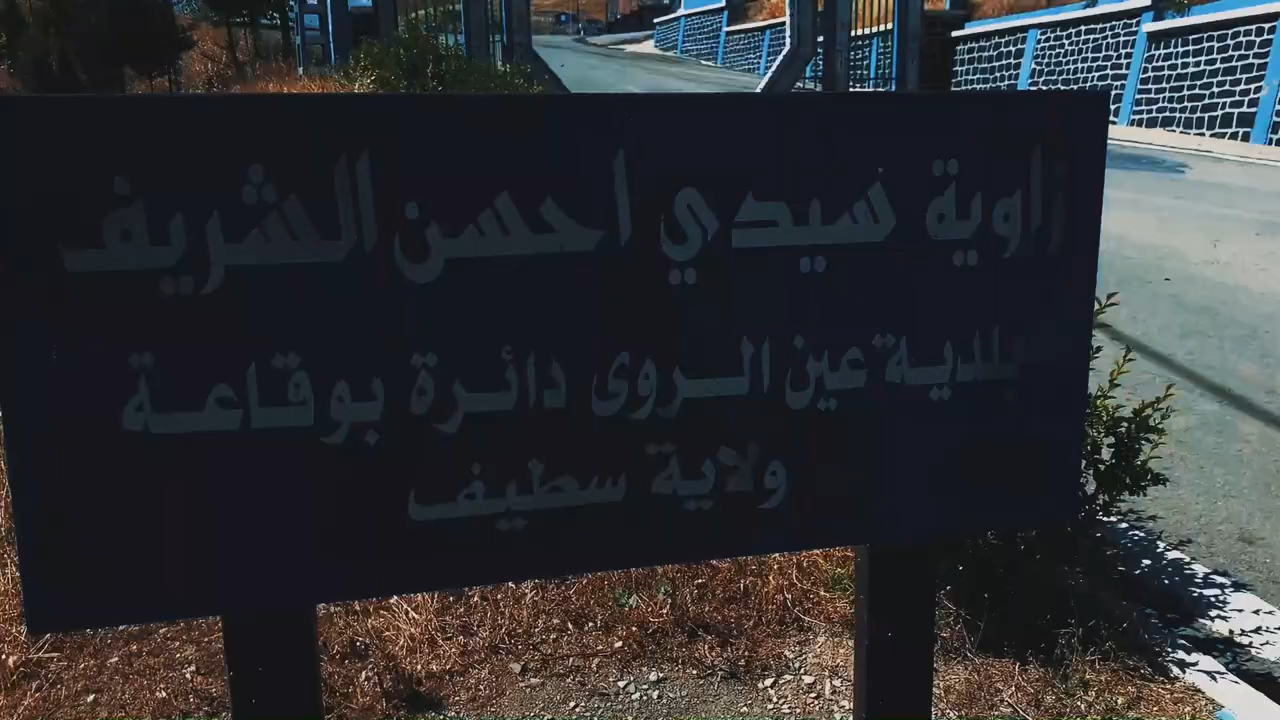 زاوية سيدي احسن الشريف
بلدية عين الروى دائرة بوقاعة
ولاية سطيف